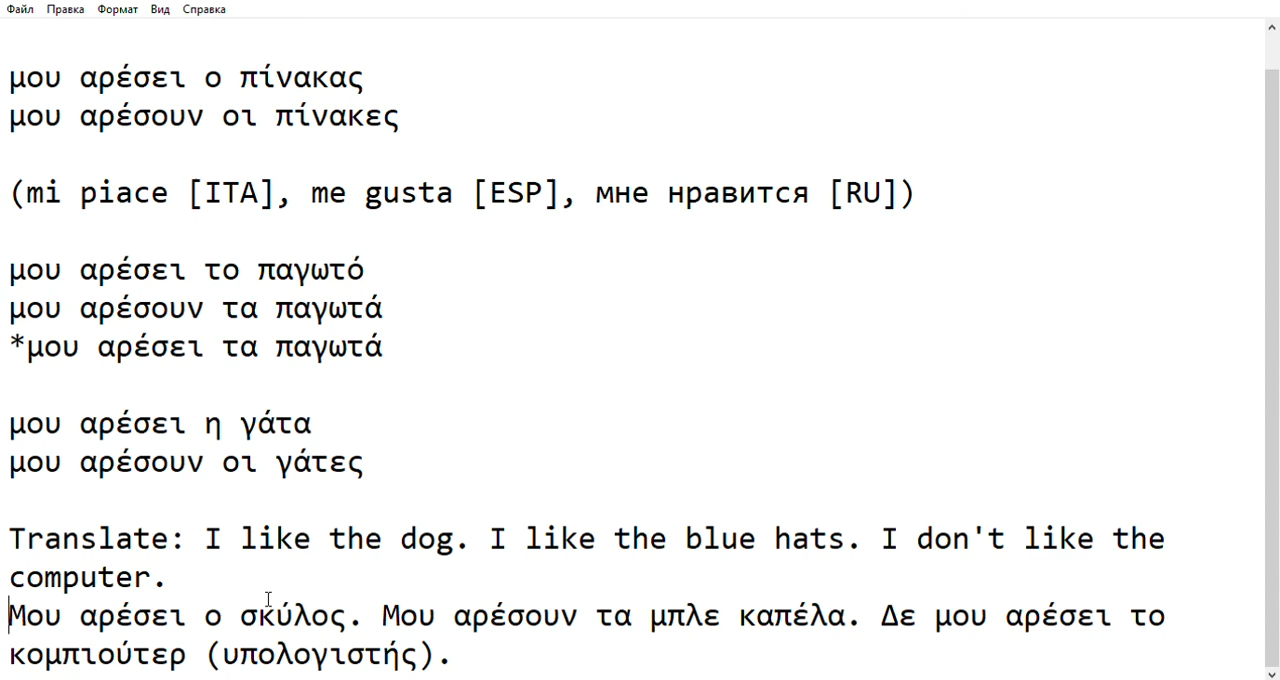 Файл Правка Формат Вид Справка
μου αρέσει ο πίνακας
μου αρέσουν οι πίνακες
(mi piace [ITA], me gusta [ESP], мне нравится [RU])
μου αρέσει το παγωτό
μου αρέσουν τα παγωτά
*μου αρέσει τα παγωτά
μου αρέσει η γάτα
μου αρέσουν οι γάτες
Translate: I like the dog. I like the blue hats. I don't like the
computer.
Μου αρέσει ο σκύλος. Μου αρέσουν τα μπλε καπέλα. Δε μου αρέσει το
κομπιούτερ (υπολογιστής).